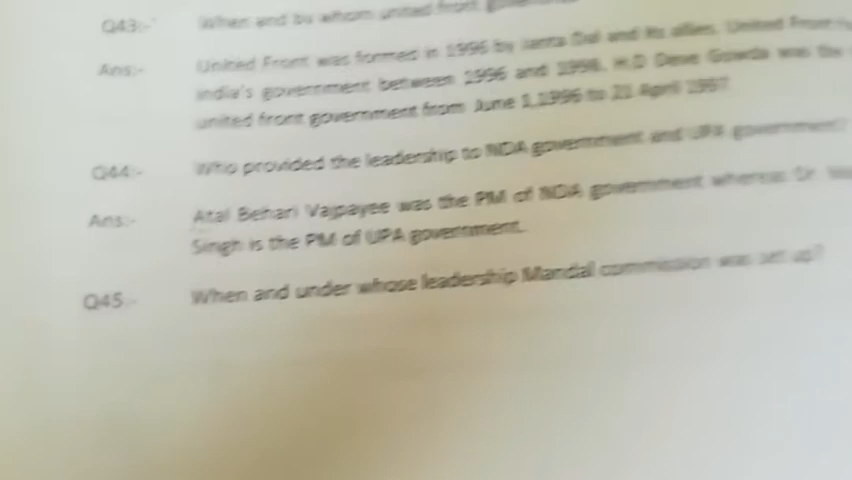 Q43:- When and by whom united front
Ans:- United Front was formed in 1996 by Janta Dal and its allies. United Front
India's government between 1996 and 1998. H.D Deve Gowda was the
united front government from June 1,1996 to 21 April 1997
Q44:- Who provided the leadership to NDA government and UPA government?
Ans:- Atal Behari Vajpayee was the PM of NDA government whereas Dr.
Singh is the PM of UPA government.
Q45:- When and under whose leadership Mandal commission was set up?